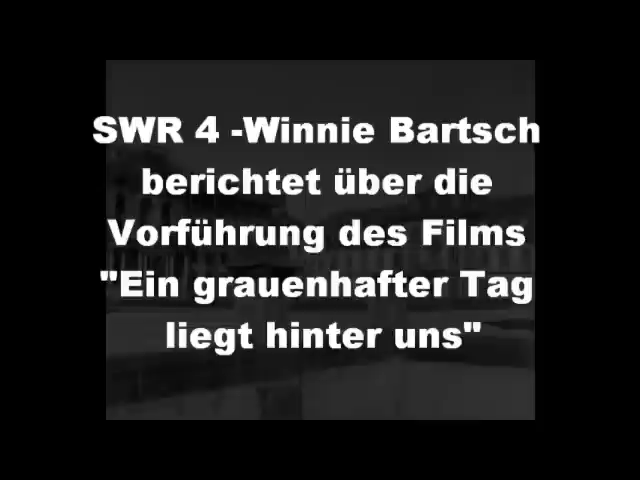 SWR 4 -Winnie Bartsch
berichtet über die
Vorführung des Films
"Ein grauenhafter Tag
liegt hinter uns"